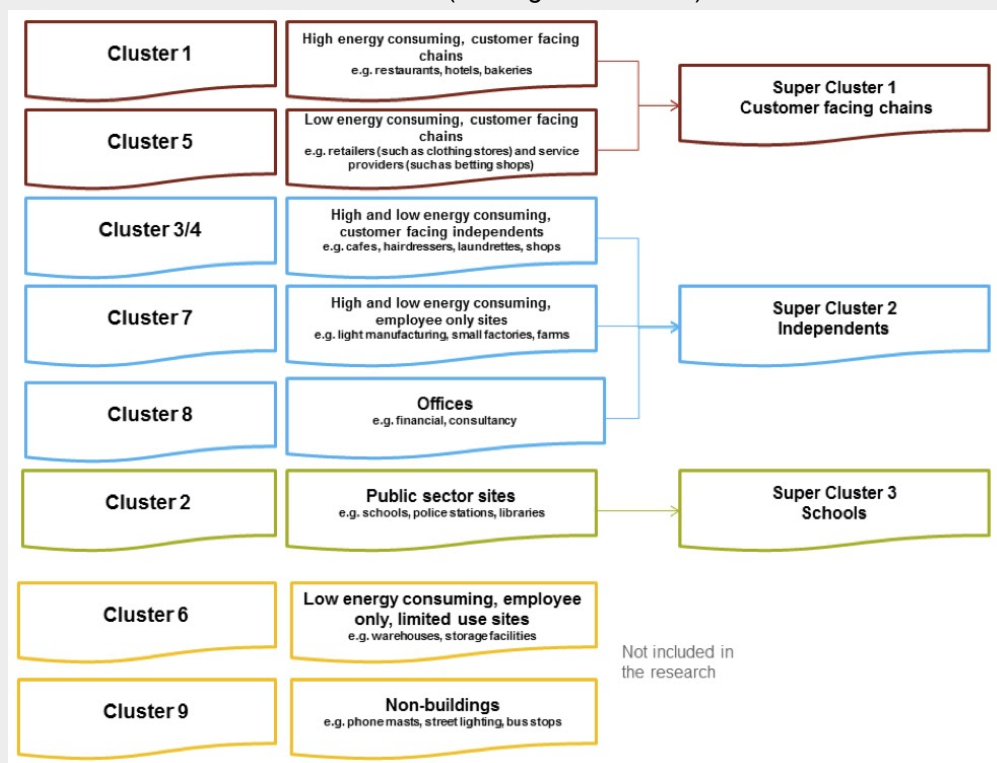 Cluster 1
High energy consuming, customer facing
chains
e.g. restaurants, hotels, bakeries
Super Cluster 1
Customer facing chains
Cluster 5
Low energy consuming, customer facing
chains
e.g. retailers (such as clothing stores) and service
providers (such as betting shops)
Cluster 3/4
High and low energy consuming,
customer facing independents
e.g. cafes, hairdressers, laundrettes, shops
Cluster 7
High and low energy consuming,
employee only sites
e.g. light manufacturing, small factories, farms
Super Cluster 2
Independents
Cluster 8
Offices
e.g. financial, consultancy
Cluster 2
Public sector sites
e.g. schools, police stations, libraries
Super Cluster 3
Schools
Cluster 6
Low energy consuming, employee
only, limited use sites
e.g. warehouses, storage facilities
Not included in
the research
Cluster 9
Non-buildings
e.g. phone masts, street lighting, bus stops